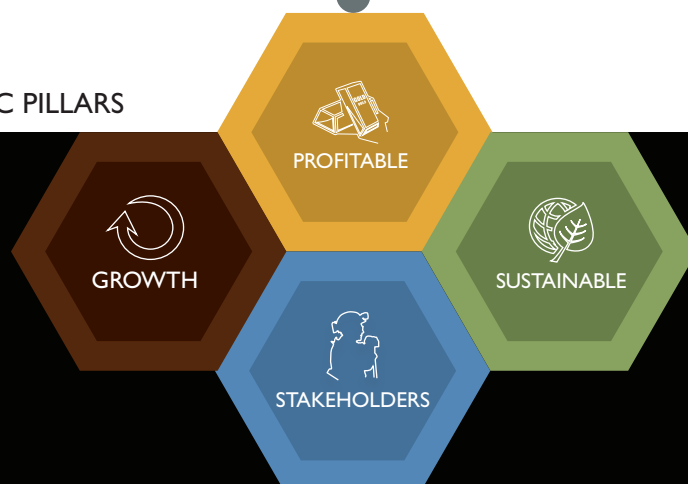 C PILLARS
PROFITABLE
GROWTH
SUSTAINABLE
STAKEHOLDERS